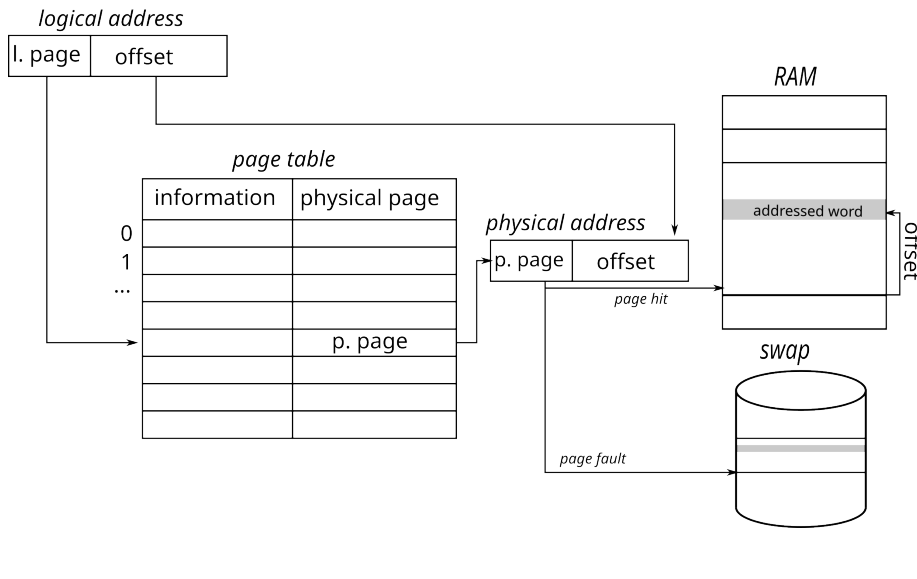 logical address
l. page
offset
RAM
page table
information
physical page
addressed word
physical address
0
1
...
p. page
offset
offset
page hit
p. page
swap
page fault